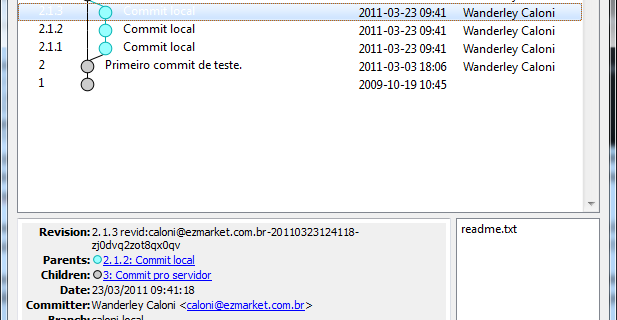 2.1.3 Commit local 2011-03-23 09:41 Wanderley Caloni
2.1.2 Commit local 2011-03-23 09:41 Wanderley Caloni
2.1.1 Commit local 2011-03-23 09:41 Wanderley Caloni
2 Primeiro commit de teste. 2011-03-03 18:06 Wanderley Caloni
1 2009-10-19 10:45
Revision: 2.1.3 revid:caloni@ezmarket.com.br-20110323124118-
zj0dvq2zot8qx0qv
Parents: 2.1.2: Commit local
Children: 3: Commit pro servidor
Date: 23/03/2011 09:41:18
Committer: Wanderley Caloni <caloni@ezmarket.com.br>
Branch: caloni local
readme.txt